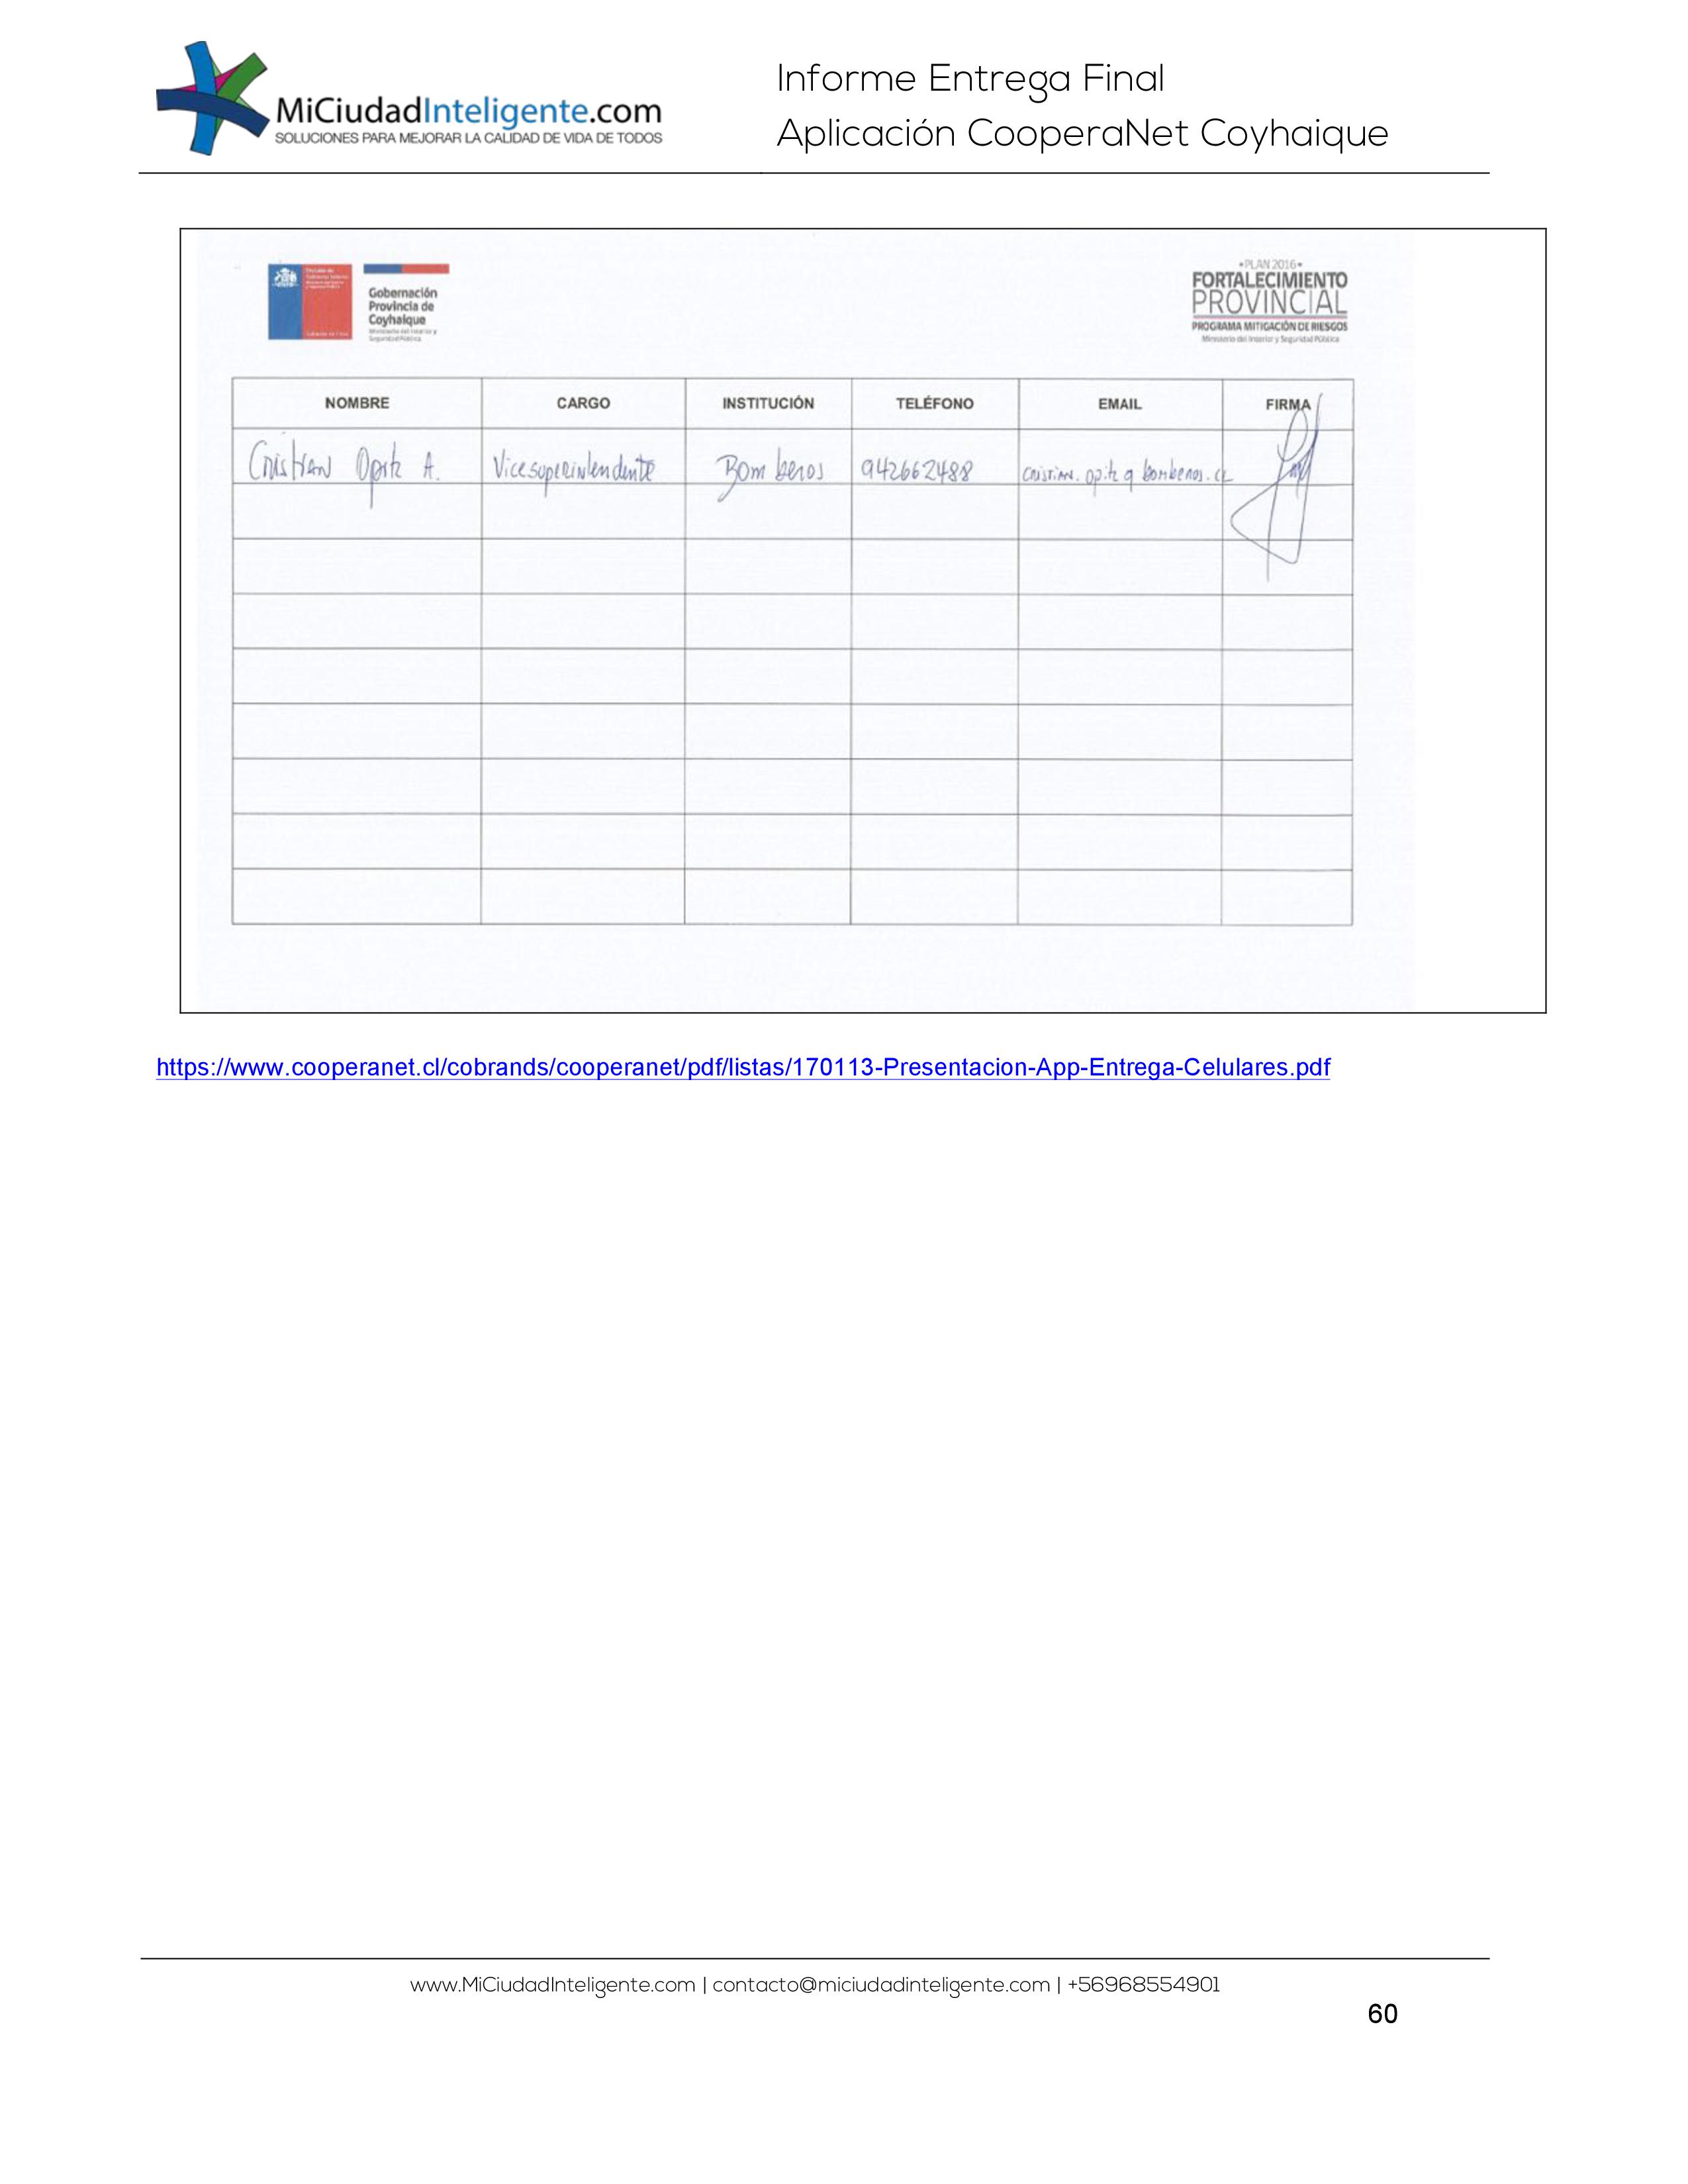 MiCiudadInteligente.com
SOLUCIONES PARA MEJORAR LA CALIDAD DE VIDA DE TODOS
Informe Entrega Final
Aplicación CooperaNet Coyhaique
Gobernación
Provincia de
Coyhaique
Ministerio del Interior y
Seguridad Pública
•PLAN 2016•
FORTALECIMIENTO
PROVINCIAL
PROGRAMA MITIGACIÓN DE RIESGOS
Ministerio del Interior y Seguridad Pública
NOMBRE CARGO INSTITUCIÓN TELÉFONO EMAIL FIRMA
Cristian Opitz A. Vicesuperintendente Bomberos 942662488 cristian.opitz@bomberos.cl
https://www.cooperanet.cl/cobrands/cooperanet/pdf/listas/170113-Presentacion-App-Entrega-Celulares.pdf
www.MiCiudadInteligente.com | contacto@miciudadinteligente.com | +56968554901
60